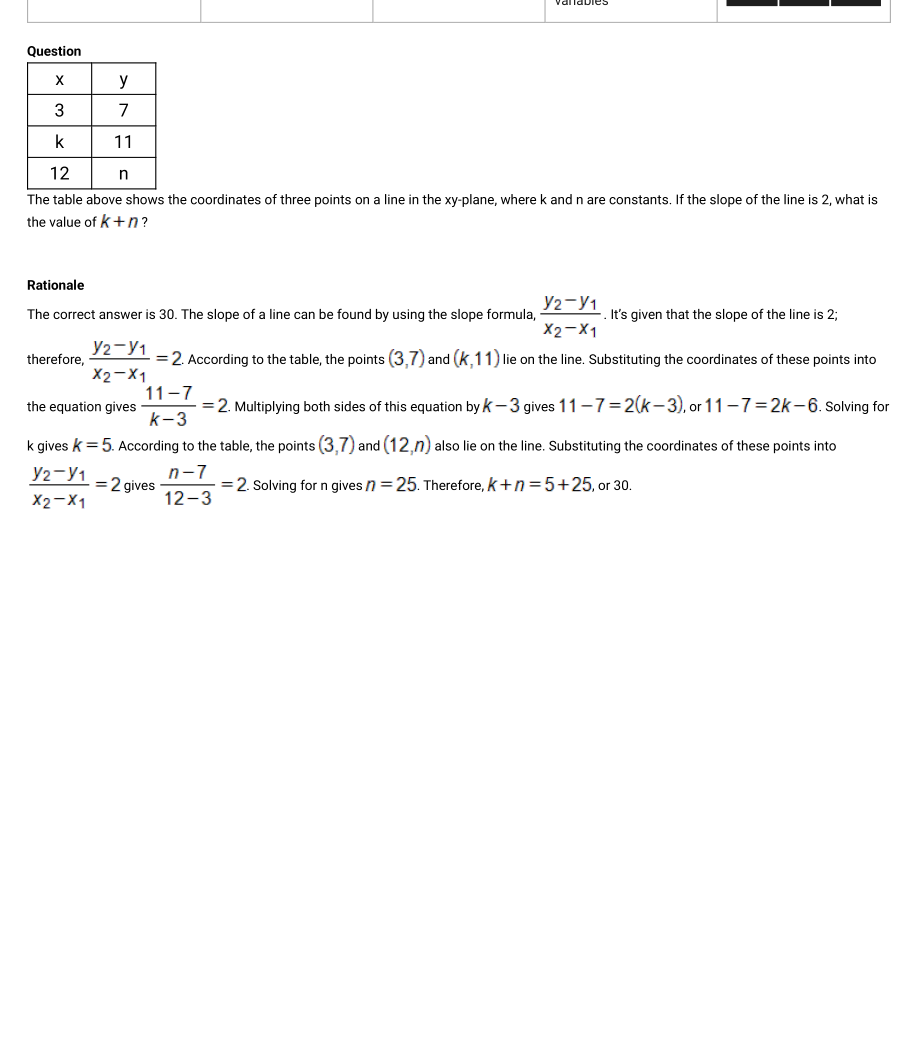 variables
Question
x y
3 7
k 11
12 n
The table above shows the coordinates of three points on a line in the xy-plane, where k and n are constants. If the slope of the line is 2, what is
the value of k + n ?
Rationale
The correct answer is 30. The slope of a line can be found by using the slope formula, (y₂ − y₁)/(x₂ − x₁). It's given that the slope of the line is 2;
therefore, (y₂ − y₁)/(x₂ − x₁) = 2. According to the table, the points (3,7) and (k,11) lie on the line. Substituting the coordinates of these points into
the equation gives (11 − 7)/(k − 3) = 2. Multiplying both sides of this equation by k − 3 gives 11 − 7 = 2(k − 3), or 11 − 7 = 2k − 6. Solving for
k gives k = 5. According to the table, the points (3,7) and (12,n) also lie on the line. Substituting the coordinates of these points into
(y₂ − y₁)/(x₂ − x₁) = 2 gives (n − 7)/(12 − 3) = 2. Solving for n gives n = 25. Therefore, k + n = 5 + 25, or 30.